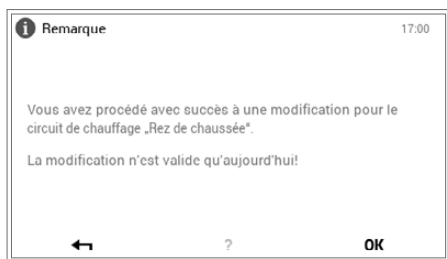 Remarque 17:00
Vous avez procédé avec succès à une modification pour le
circuit de chauffage „Rez de chaussée“.
La modification n'est valide qu'aujourd'hui!
? OK